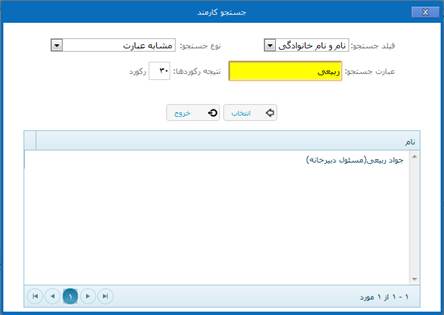 جستجو کارمند
فیلد جستجو: نام و نام خانوادگی نوع جستجو: مشابه عبارت
عبارت جستجو: ربیعی نتیجه رکوردها: ۳۰ رکورد
انتخاب خروج
نام
جواد ربیعی(مسئول دبیرخانه)
۱ - ۱ از ۱ مورد ۱